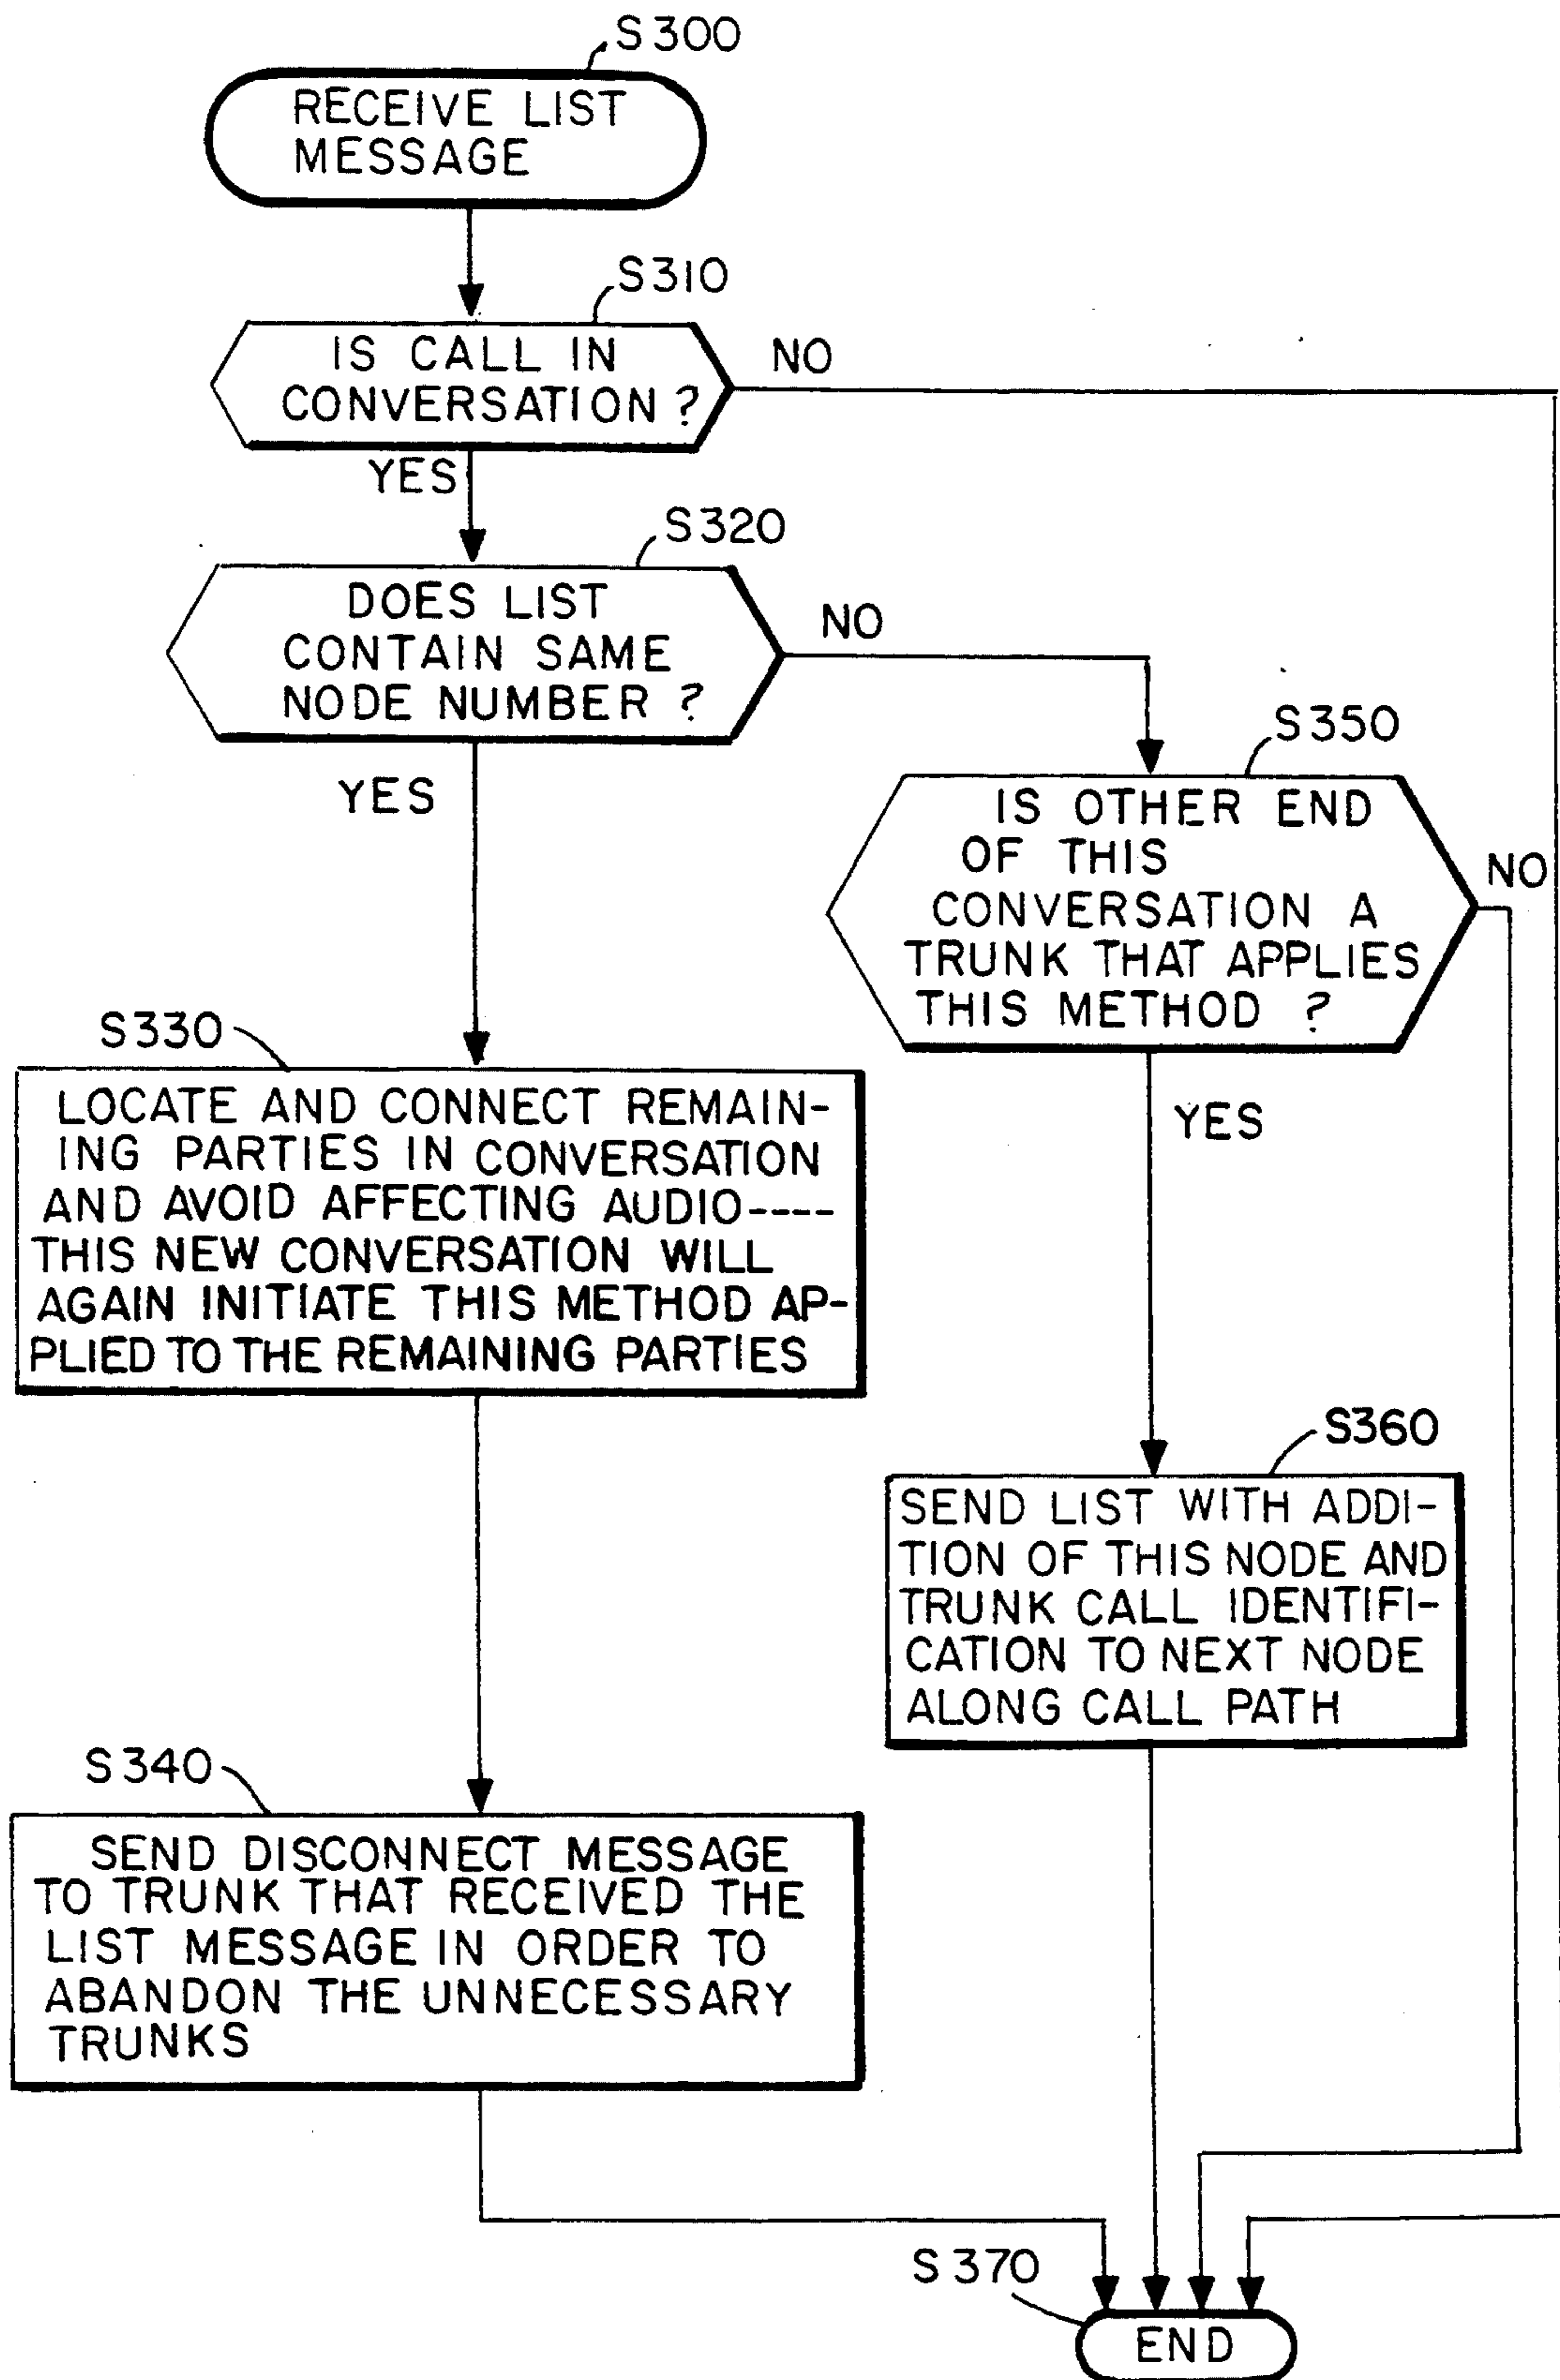 S300
RECEIVE LIST
MESSAGE
S310
IS CALL IN
CONVERSATION ?
NO
YES
S320
DOES LIST
CONTAIN SAME
NODE NUMBER ?
NO
YES
S350
IS OTHER END
OF THIS
CONVERSATION A
TRUNK THAT APPLIES
THIS METHOD ?
NO
YES
S330
LOCATE AND CONNECT REMAIN-
ING PARTIES IN CONVERSATION
AND AVOID AFFECTING AUDIO----
THIS NEW CONVERSATION WILL
AGAIN INITIATE THIS METHOD AP-
PLIED TO THE REMAINING PARTIES
S360
SEND LIST WITH ADDI-
TION OF THIS NODE AND
TRUNK CALL IDENTIFI-
CATION TO NEXT NODE
ALONG CALL PATH
S340
SEND DISCONNECT MESSAGE
TO TRUNK THAT RECEIVED THE
LIST MESSAGE IN ORDER TO
ABANDON THE UNNECESSARY
TRUNKS
S370
END